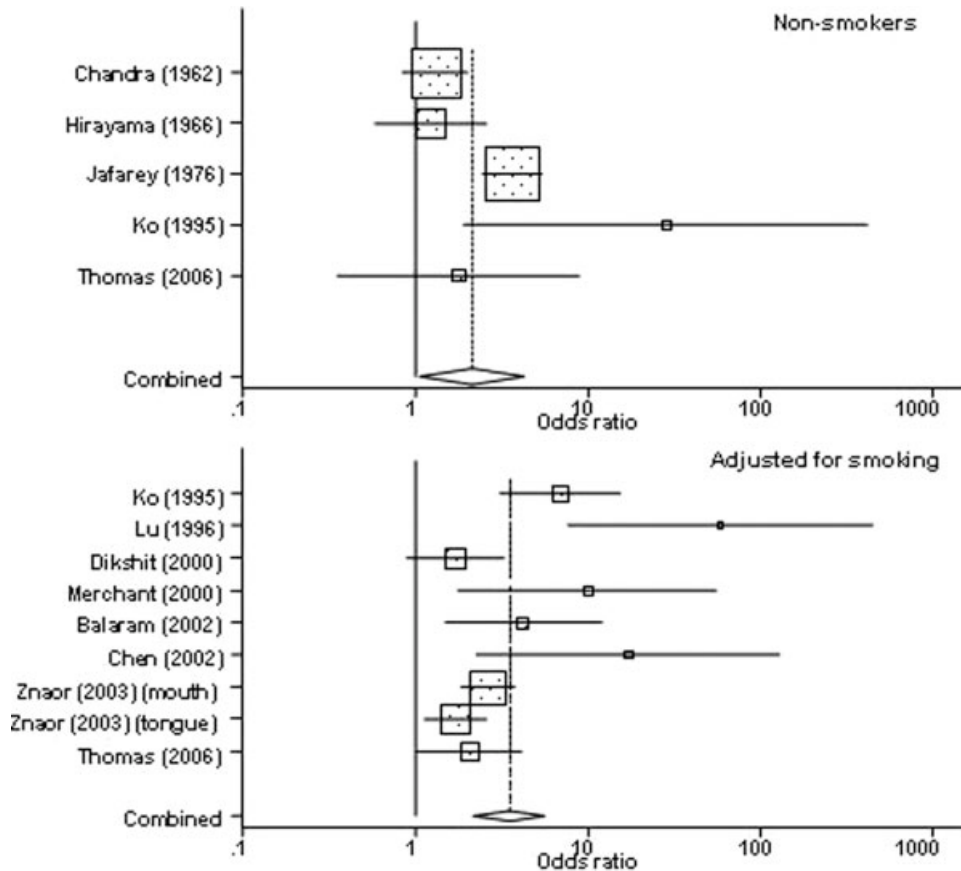 Non-smokers
Chandra (1962)
Hirayama (1966)
Jafarey (1976)
Ko (1995)
Thomas (2006)
Combined
.1 1 10 100 1000
Odds ratio
Adjusted for smoking
Ko (1995)
Lu (1996)
Dikshit (2000)
Merchant (2000)
Balaram (2002)
Chen (2002)
Znaor (2003) (mouth)
Znaor (2003) (tongue)
Thomas (2006)
Combined
.1 1 10 100 1000
Odds ratio